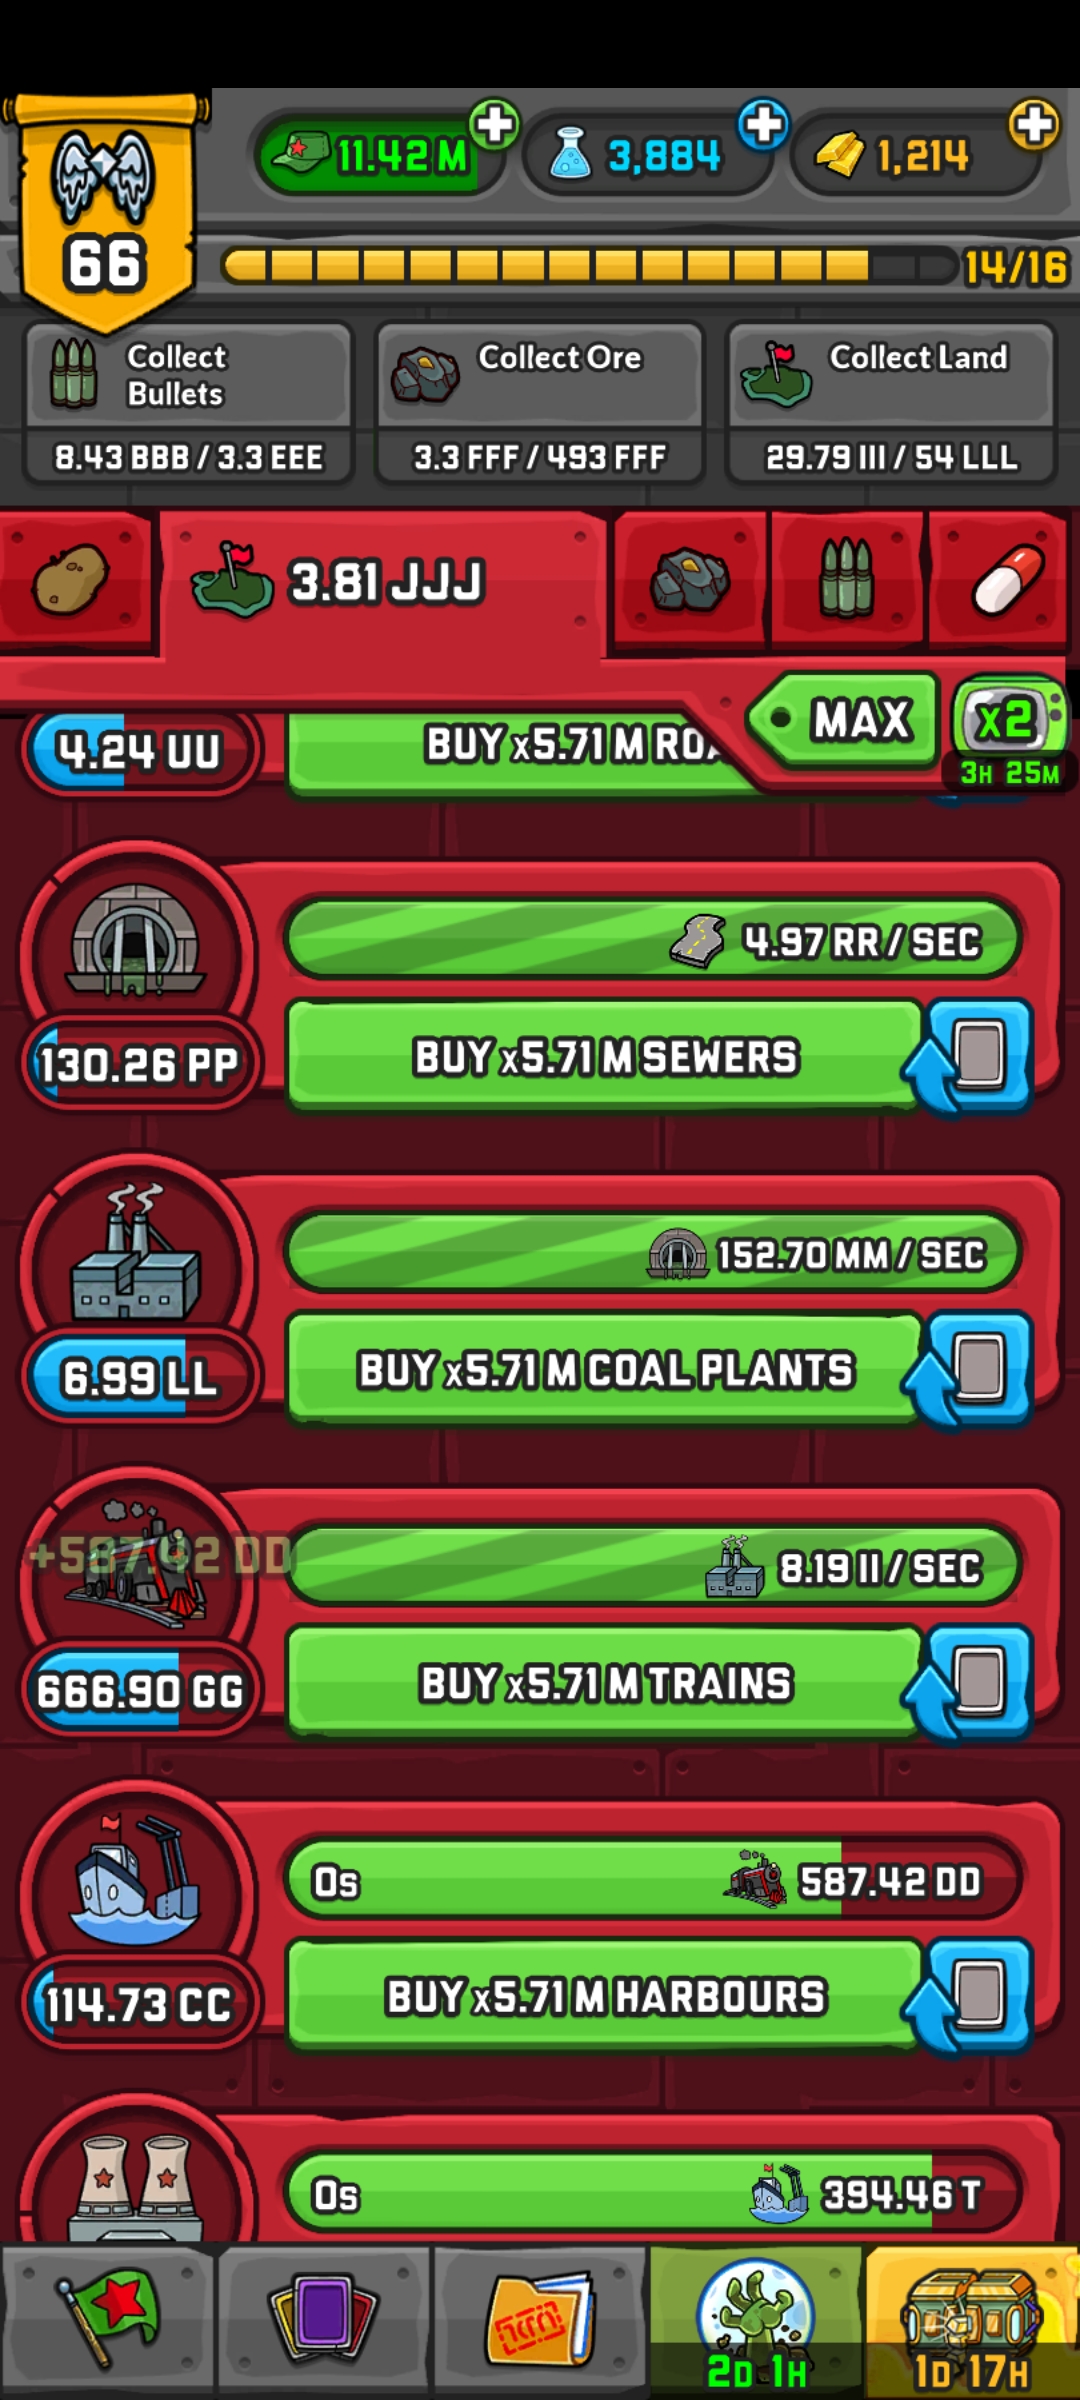 11.42 M
3,884
1,214
66
14/16
Collect
Bullets
8.43 BBB / 3.3 EEE
Collect Ore
3.3 FFF / 493 FFF
Collect Land
29.79 III / 54 LLL
3.81 JJJ
MAX
x2
3H 25M
4.24 UU
BUY x5.71 M
4.97 RR / SEC
130.26 PP
BUY x5.71 M SEWERS
152.70 MM / SEC
6.99 LL
BUY x5.71 M COAL PLANTS
+587.42 DD
8.19 II / SEC
666.90 GG
BUY x5.71 M TRAINS
0s
587.42 DD
114.73 CC
BUY x5.71 M HARBOURS
0s
394.46 T
2D 1H
1D 17H